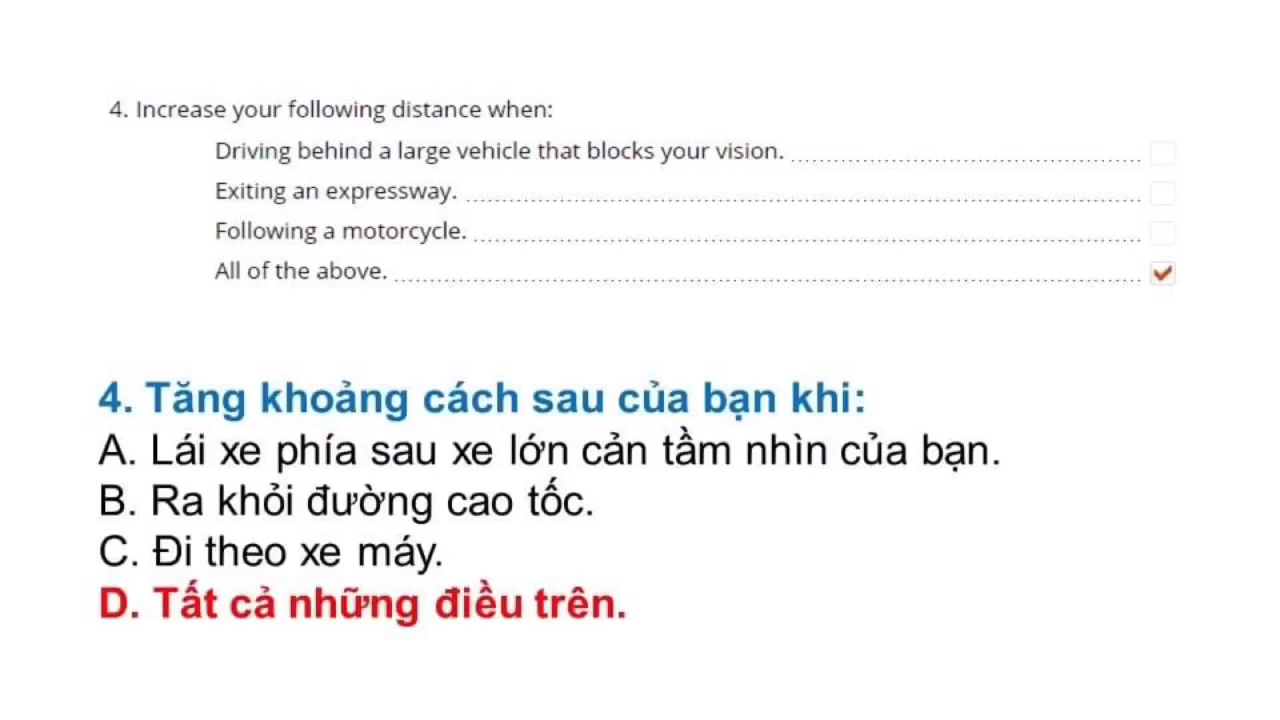 4. Increase your following distance when:
Driving behind a large vehicle that blocks your vision.
Exiting an expressway.
Following a motorcycle.
All of the above.
4. Tăng khoảng cách sau của bạn khi:
A. Lái xe phía sau xe lớn cản tầm nhìn của bạn.
B. Ra khỏi đường cao tốc.
C. Đi theo xe máy.
D. Tất cả những điều trên.